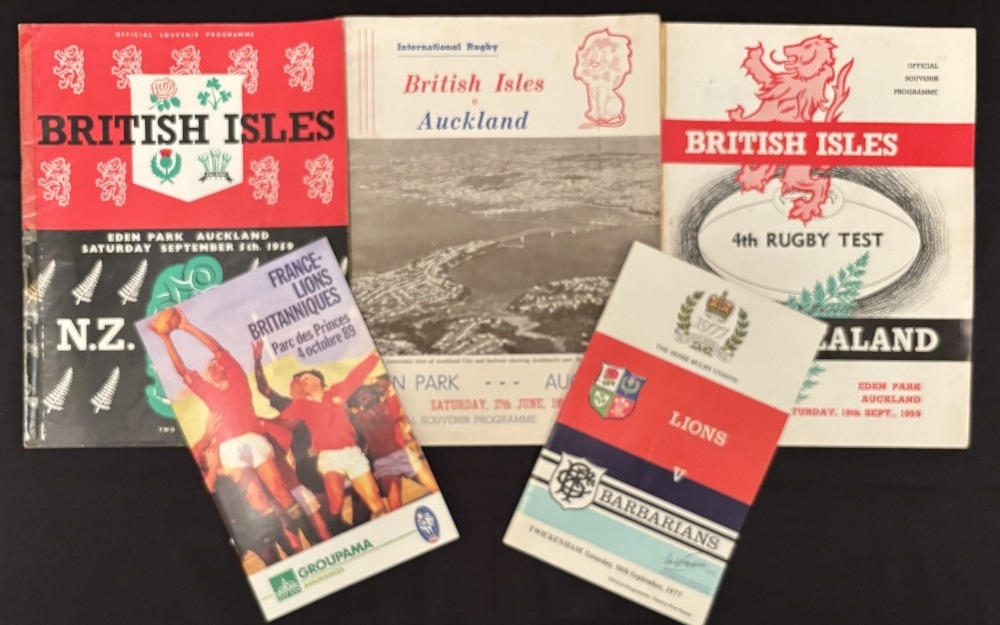 OFFICIAL SOUVENIR PROGRAMME
BRITISH ISLES
EDEN PARK AUCKLAND
SATURDAY SEPTEMBER 5th. 1959
N.Z.
International Rugby
British Isles
v
Auckland
PARK --- AU
SATURDAY, 27th JUNE,
SOUVENIR PROGRAMME
OFFICIAL
SOUVENIR
PROGRAMME
BRITISH ISLES
4th RUGBY TEST
ZEALAND
EDEN PARK
AUCKLAND
SEPT., 1959
FRANCE-
LIONS
BRITANNIQUES
Parc des Princes
4 octobre 89
GROUPAMA
ASSURANCES
1977
THE HOME RUGBY UNIONS
LIONS
V
BARBARIANS
TWICKENHAM Saturday, 10th September, 1977